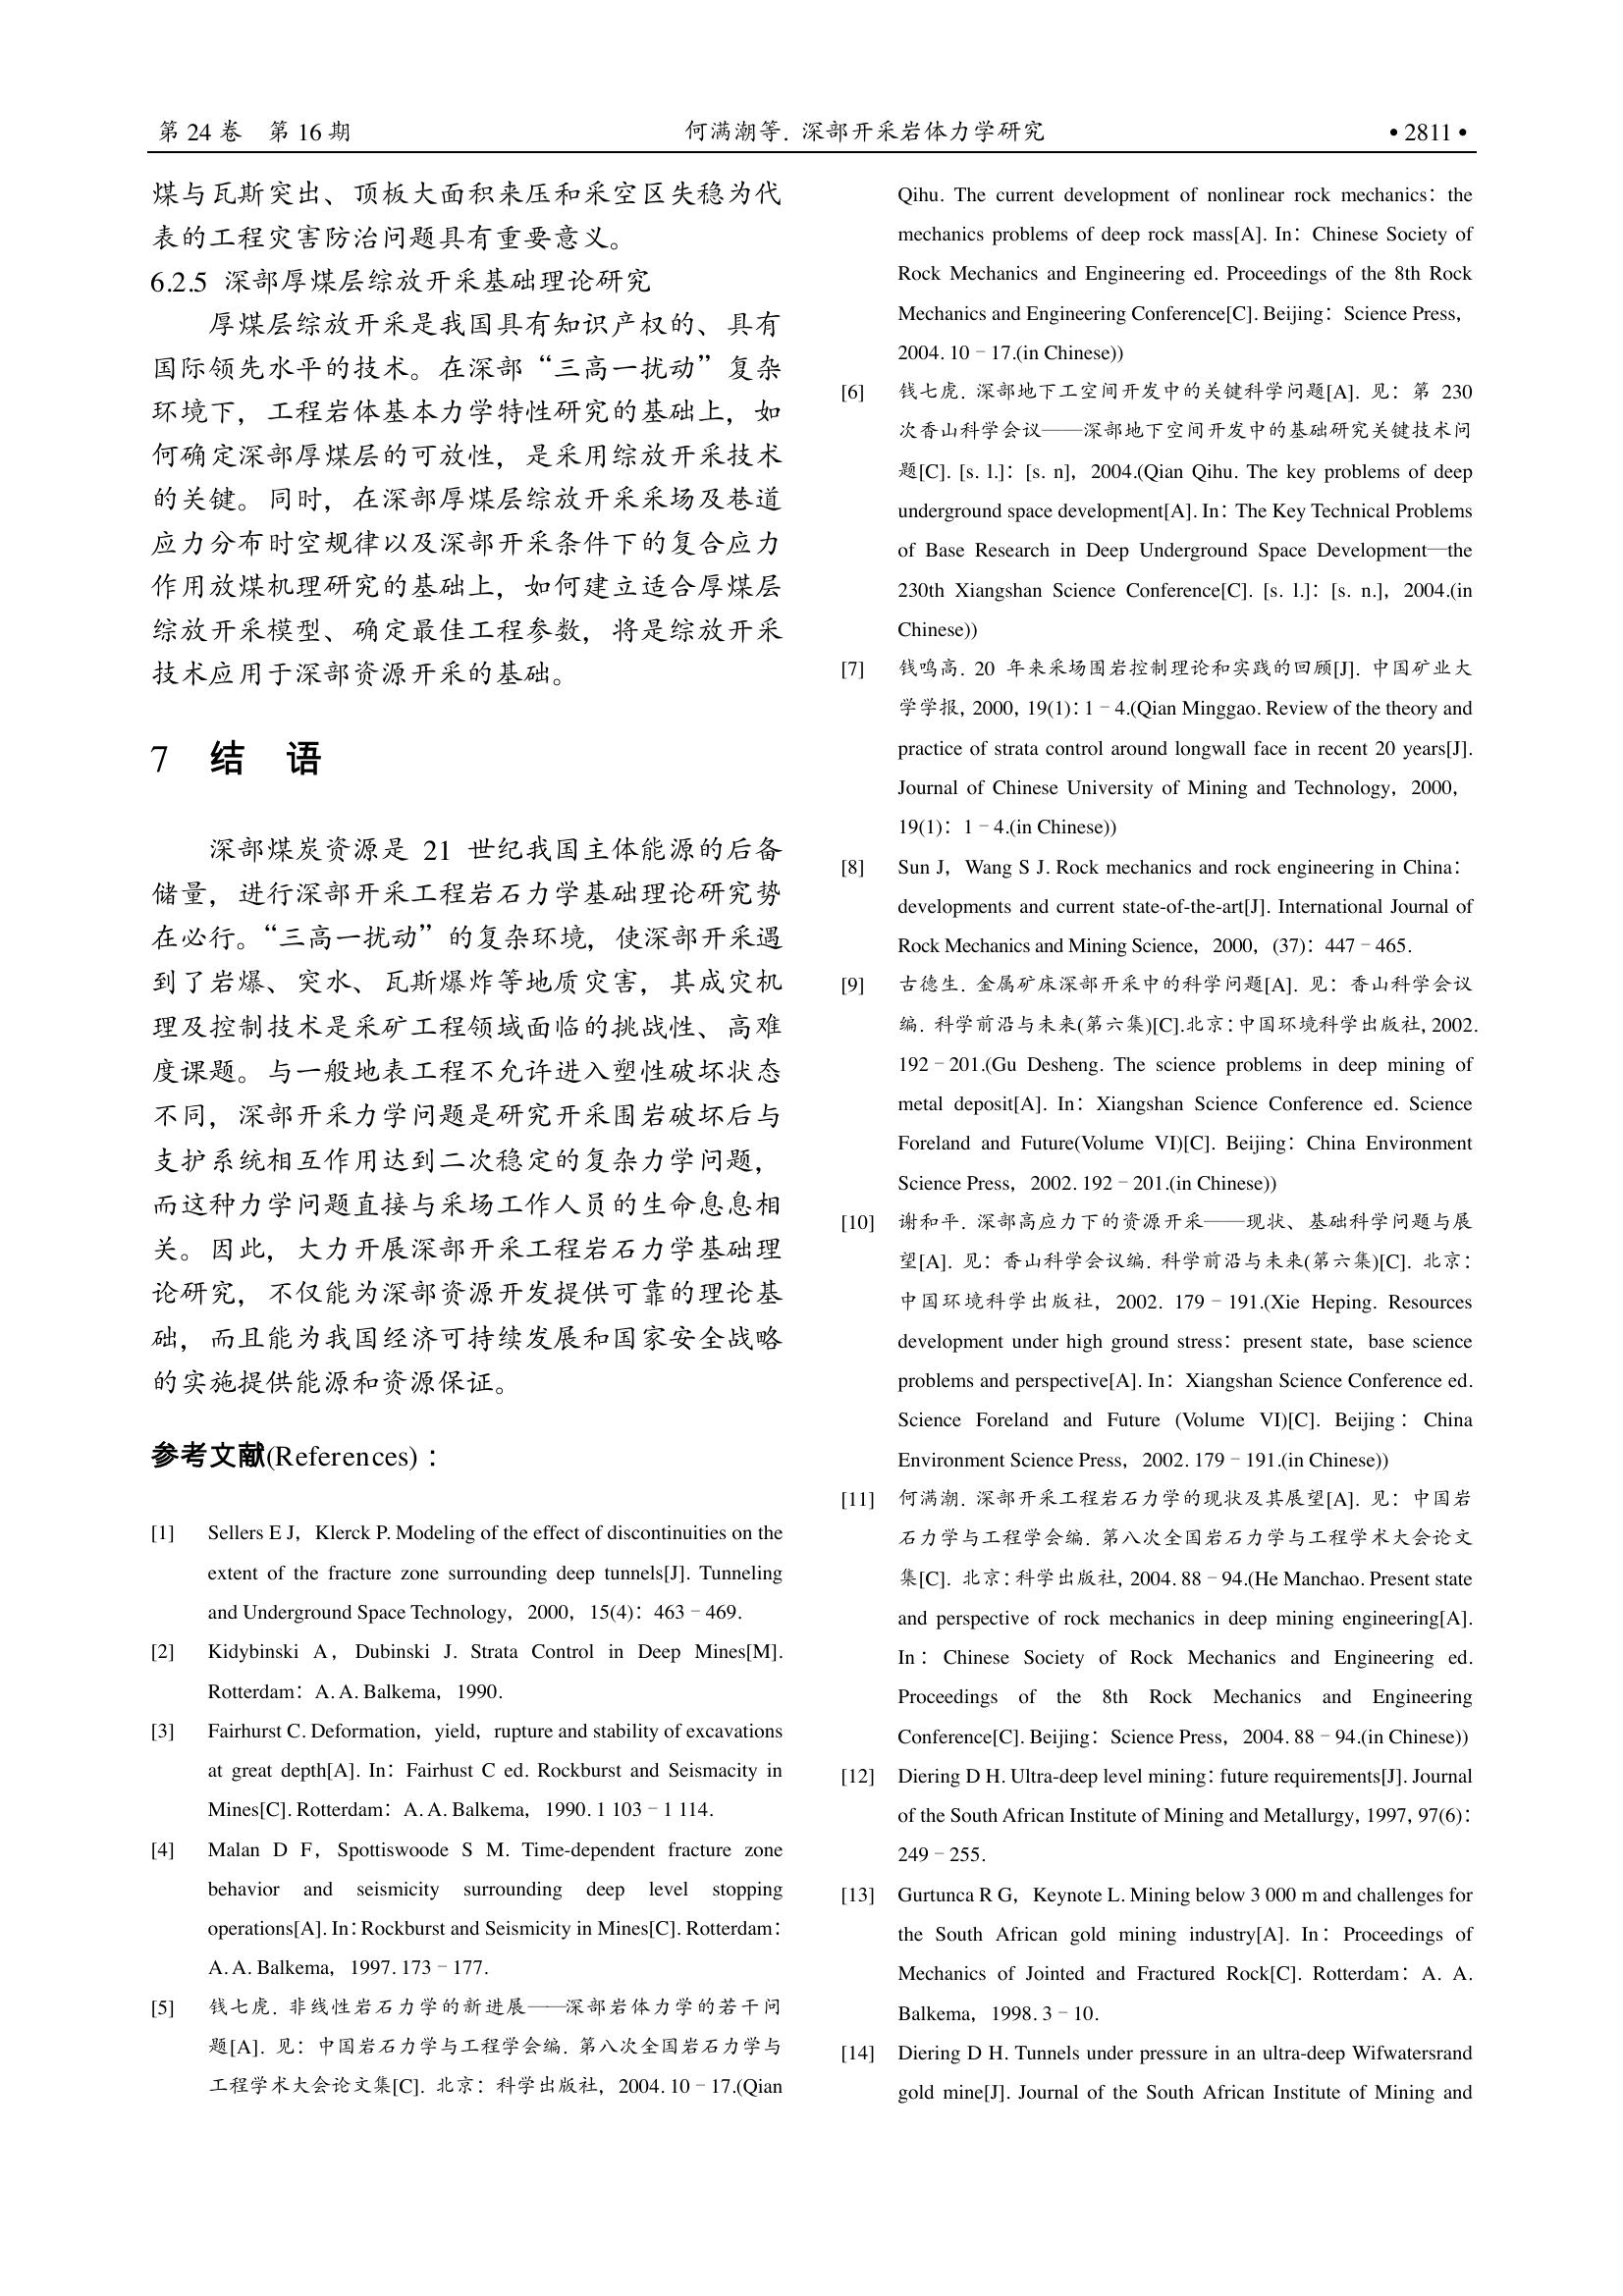 第 24 卷 第 16 期 何满潮等. 深部开采岩体力学研究 • 2811 •
煤与瓦斯突出、顶板大面积来压和采空区失稳为代
表的工程灾害防治问题具有重要意义。
6.2.5 深部厚煤层综放开采基础理论研究
厚煤层综放开采是我国具有知识产权的、具有
国际领先水平的技术。在深部“三高一扰动”复杂
环境下，工程岩体基本力学特性研究的基础上，如
何确定深部厚煤层的可放性，是采用综放开采技术
的关键。同时，在深部厚煤层综放开采采场及巷道
应力分布时空规律以及深部开采条件下的复合应力
作用放煤机理研究的基础上，如何建立适合厚煤层
综放开采模型、确定最佳工程参数，将是综放开采
技术应用于深部资源开采的基础。
7 结 语
深部煤炭资源是 21 世纪我国主体能源的后备
储量，进行深部开采工程岩石力学基础理论研究势
在必行。“三高一扰动”的复杂环境，使深部开采遇
到了岩爆、突水、瓦斯爆炸等地质灾害，其成灾机
理及控制技术是采矿工程领域面临的挑战性、高难
度课题。与一般地表工程不允许进入塑性破坏状态
不同，深部开采力学问题是研究开采围岩破坏后与
支护系统相互作用达到二次稳定的复杂力学问题，
而这种力学问题直接与采场工作人员的生命息息相
关。因此，大力开展深部开采工程岩石力学基础理
论研究，不仅能为深部资源开发提供可靠的理论基
础，而且能为我国经济可持续发展和国家安全战略
的实施提供能源和资源保证。
参考文献(References)：
[1] Sellers E J，Klerck P. Modeling of the effect of discontinuities on the
extent of the fracture zone surrounding deep tunnels[J]. Tunneling
and Underground Space Technology，2000，15(4)：463－469.
[2] Kidybinski A，Dubinski J. Strata Control in Deep Mines[M].
Rotterdam：A. A. Balkema，1990.
[3] Fairhurst C. Deformation，yield，rupture and stability of excavations
at great depth[A]. In：Fairhust C ed. Rockburst and Seismacity in
Mines[C]. Rotterdam：A. A. Balkema，1990. 1 103－1 114.
[4] Malan D F，Spottiswoode S M. Time-dependent fracture zone
behavior and seismicity surrounding deep level stopping
operations[A]. In：Rockburst and Seismicity in Mines[C]. Rotterdam：
A. A. Balkema，1997. 173－177.
[5] 钱七虎. 非线性岩石力学的新进展——深部岩体力学的若干问
题[A]. 见：中国岩石力学与工程学会编. 第八次全国岩石力学与
工程学术大会论文集[C]. 北京：科学出版社，2004. 10－17.(Qian
Qihu. The current development of nonlinear rock mechanics：the
mechanics problems of deep rock mass[A]. In：Chinese Society of
Rock Mechanics and Engineering ed. Proceedings of the 8th Rock
Mechanics and Engineering Conference[C]. Beijing：Science Press，
2004. 10－17.(in Chinese))
[6] 钱七虎. 深部地下工空间开发中的关键科学问题[A]. 见：第 230
次香山科学会议——深部地下空间开发中的基础研究关键技术问
题[C]. [s. l.]：[s. n]，2004.(Qian Qihu. The key problems of deep
underground space development[A]. In：The Key Technical Problems
of Base Research in Deep Underground Space Development—the
230th Xiangshan Science Conference[C]. [s. l.]：[s. n.]，2004.(in
Chinese))
[7] 钱鸣高. 20 年来采场围岩控制理论和实践的回顾[J]. 中国矿业大
学学报，2000，19(1)：1－4.(Qian Minggao. Review of the theory and
practice of strata control around longwall face in recent 20 years[J].
Journal of Chinese University of Mining and Technology，2000，
19(1)：1－4.(in Chinese))
[8] Sun J，Wang S J. Rock mechanics and rock engineering in China：
developments and current state-of-the-art[J]. International Journal of
Rock Mechanics and Mining Science，2000，(37)：447－465.
[9] 古德生. 金属矿床深部开采中的科学问题[A]. 见：香山科学会议
编. 科学前沿与未来(第六集)[C].北京：中国环境科学出版社，2002.
192－201.(Gu Desheng. The science problems in deep mining of
metal deposit[A]. In：Xiangshan Science Conference ed. Science
Foreland and Future(Volume VI)[C]. Beijing：China Environment
Science Press，2002. 192－201.(in Chinese))
[10] 谢和平. 深部高应力下的资源开采——现状、基础科学问题与展
望[A]. 见：香山科学会议编. 科学前沿与未来(第六集)[C]. 北京：
中国环境科学出版社，2002. 179－191.(Xie Heping. Resources
development under high ground stress：present state，base science
problems and perspective[A]. In：Xiangshan Science Conference ed.
Science Foreland and Future (Volume VI)[C]. Beijing：China
Environment Science Press，2002. 179－191.(in Chinese))
[11] 何满潮. 深部开采工程岩石力学的现状及其展望[A]. 见：中国岩
石力学与工程学会编. 第八次全国岩石力学与工程学术大会论文
集[C]. 北京：科学出版社，2004. 88－94.(He Manchao. Present state
and perspective of rock mechanics in deep mining engineering[A].
In：Chinese Society of Rock Mechanics and Engineering ed.
Proceedings of the 8th Rock Mechanics and Engineering
Conference[C]. Beijing：Science Press，2004. 88－94.(in Chinese))
[12] Diering D H. Ultra-deep level mining：future requirements[J]. Journal
of the South African Institute of Mining and Metallurgy，1997，97(6)：
249－255.
[13] Gurtunca R G，Keynote L. Mining below 3 000 m and challenges for
the South African gold mining industry[A]. In：Proceedings of
Mechanics of Jointed and Fractured Rock[C]. Rotterdam：A. A.
Balkema，1998. 3－10.
[14] Diering D H. Tunnels under pressure in an ultra-deep Wifwatersrand
gold mine[J]. Journal of the South African Institute of Mining and